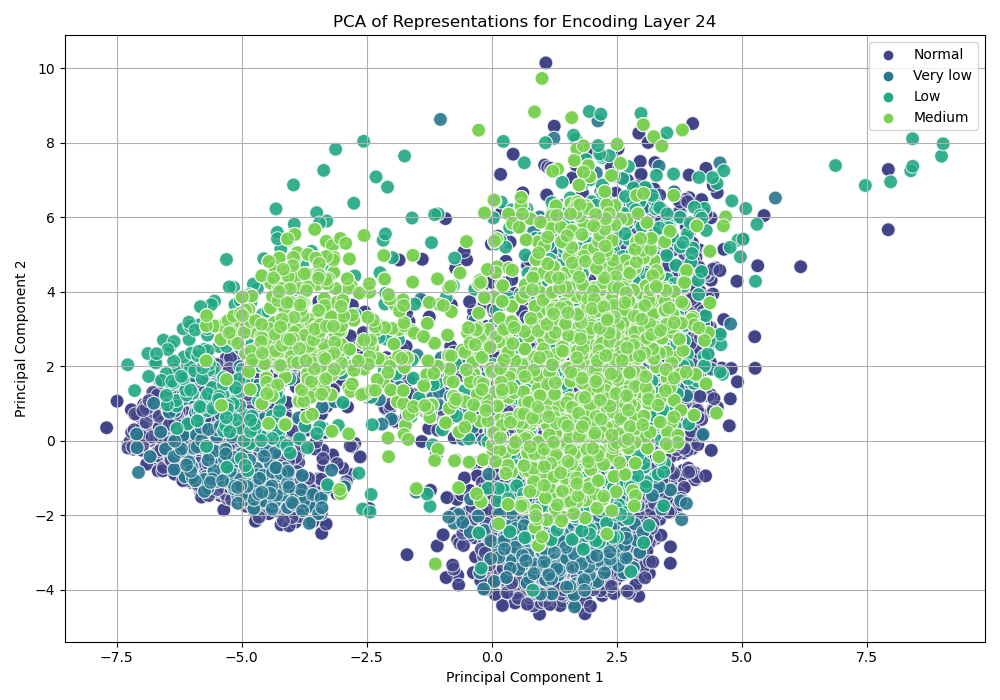 PCA of Representations for Encoding Layer 24
Normal
Very low
Low
Medium
10
8
6
4
2
0
−2
−4
Principal Component 2
−7.5
−5.0
−2.5
0.0
2.5
5.0
7.5
Principal Component 1